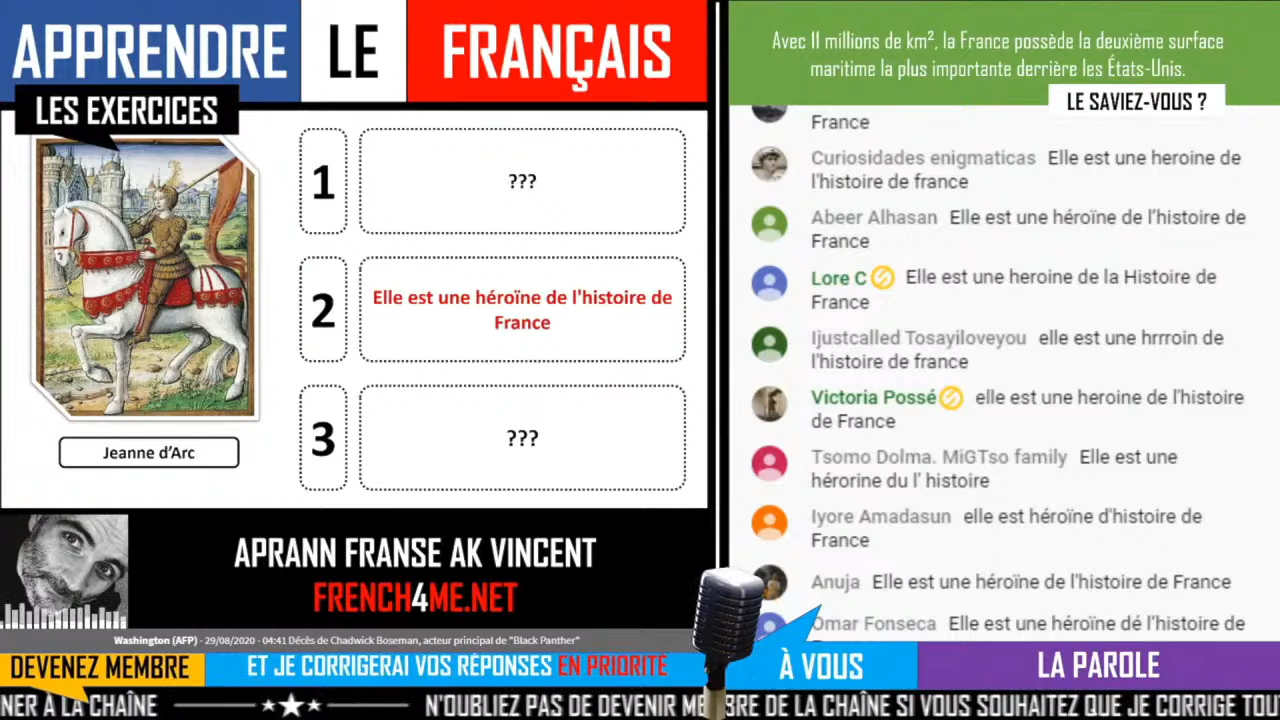 APPRENDRE LE FRANÇAIS
LES EXERCICES
1
???
2
Elle est une héroïne de l'histoire de
France
3
???
Jeanne d'Arc
APRANN FRANSE AK VINCENT
FRENCH4ME.NET
Washington (AFP) - 29/08/2020 - 04:41 Décès de Chadwick Boseman, acteur principal de "Black Panther"
DEVENEZ MEMBRE
ET JE CORRIGERAI VOS RÉPONSES EN PRIORITÉ
Avec 11 millions de km², la France possède la deuxième surface
maritime la plus importante derrière les États-Unis.
LE SAVIEZ-VOUS ?
France
Curiosidades enigmaticas Elle est une heroine de
l'histoire de france
Abeer Alhasan Elle est une héroïne de l'histoire de
France
Lore C Elle est une heroine de la Histoire de
France
Ijustcalled Tosayiloveyou elle est une hrrroin de
l'histoire de france
Victoria Possé elle est une heroine de l'histoire
de France
Tsomo Dolma. MiGTso family Elle est une
hérorine du l' histoire
Iyore Amadasun elle est héroïne d'histoire de
France
Anuja Elle est une héroïne de l'histoire de France
Omar Fonseca Elle est une héroïne dé l'histoire de
À VOUS
LA PAROLE
NER À LA CHAÎNE N'OUBLIEZ PAS DE DEVENIR MEMBRE DE LA CHAÎNE SI VOUS SOUHAITEZ QUE JE CORRIGE TOU